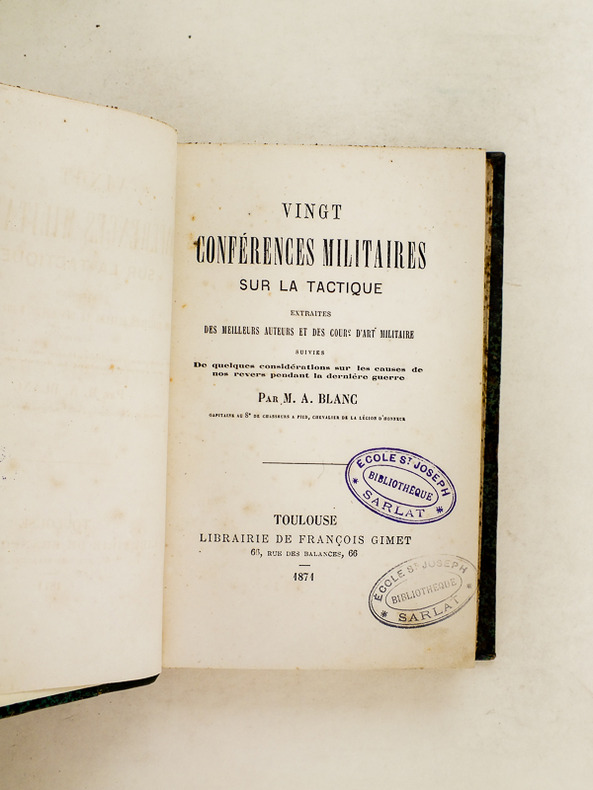 VINGT
CONFÉRENCES MILITAIRES
SUR LA TACTIQUE
EXTRAITES
DES MEILLEURS AUTEURS ET DES COURS D'ART MILITAIRE
SUIVIES
De quelques considérations sur les causes de
nos revers pendant la dernière guerre
PAR M. A. BLANC
CAPITAINE AU 8e DE CHASSEURS A PIED, CHEVALIER DE LA LÉGION D'HONNEUR
ÉCOLE ST JOSEPH
BIBLIOTHÉQUE
* SARLAT *
TOULOUSE
LIBRAIRIE DE FRANÇOIS GIMET
66, RUE DES BALANCES, 66
1871
ÉCOLE ST JOSEPH
BIBLIOTHÉQUE
* SARLAT *